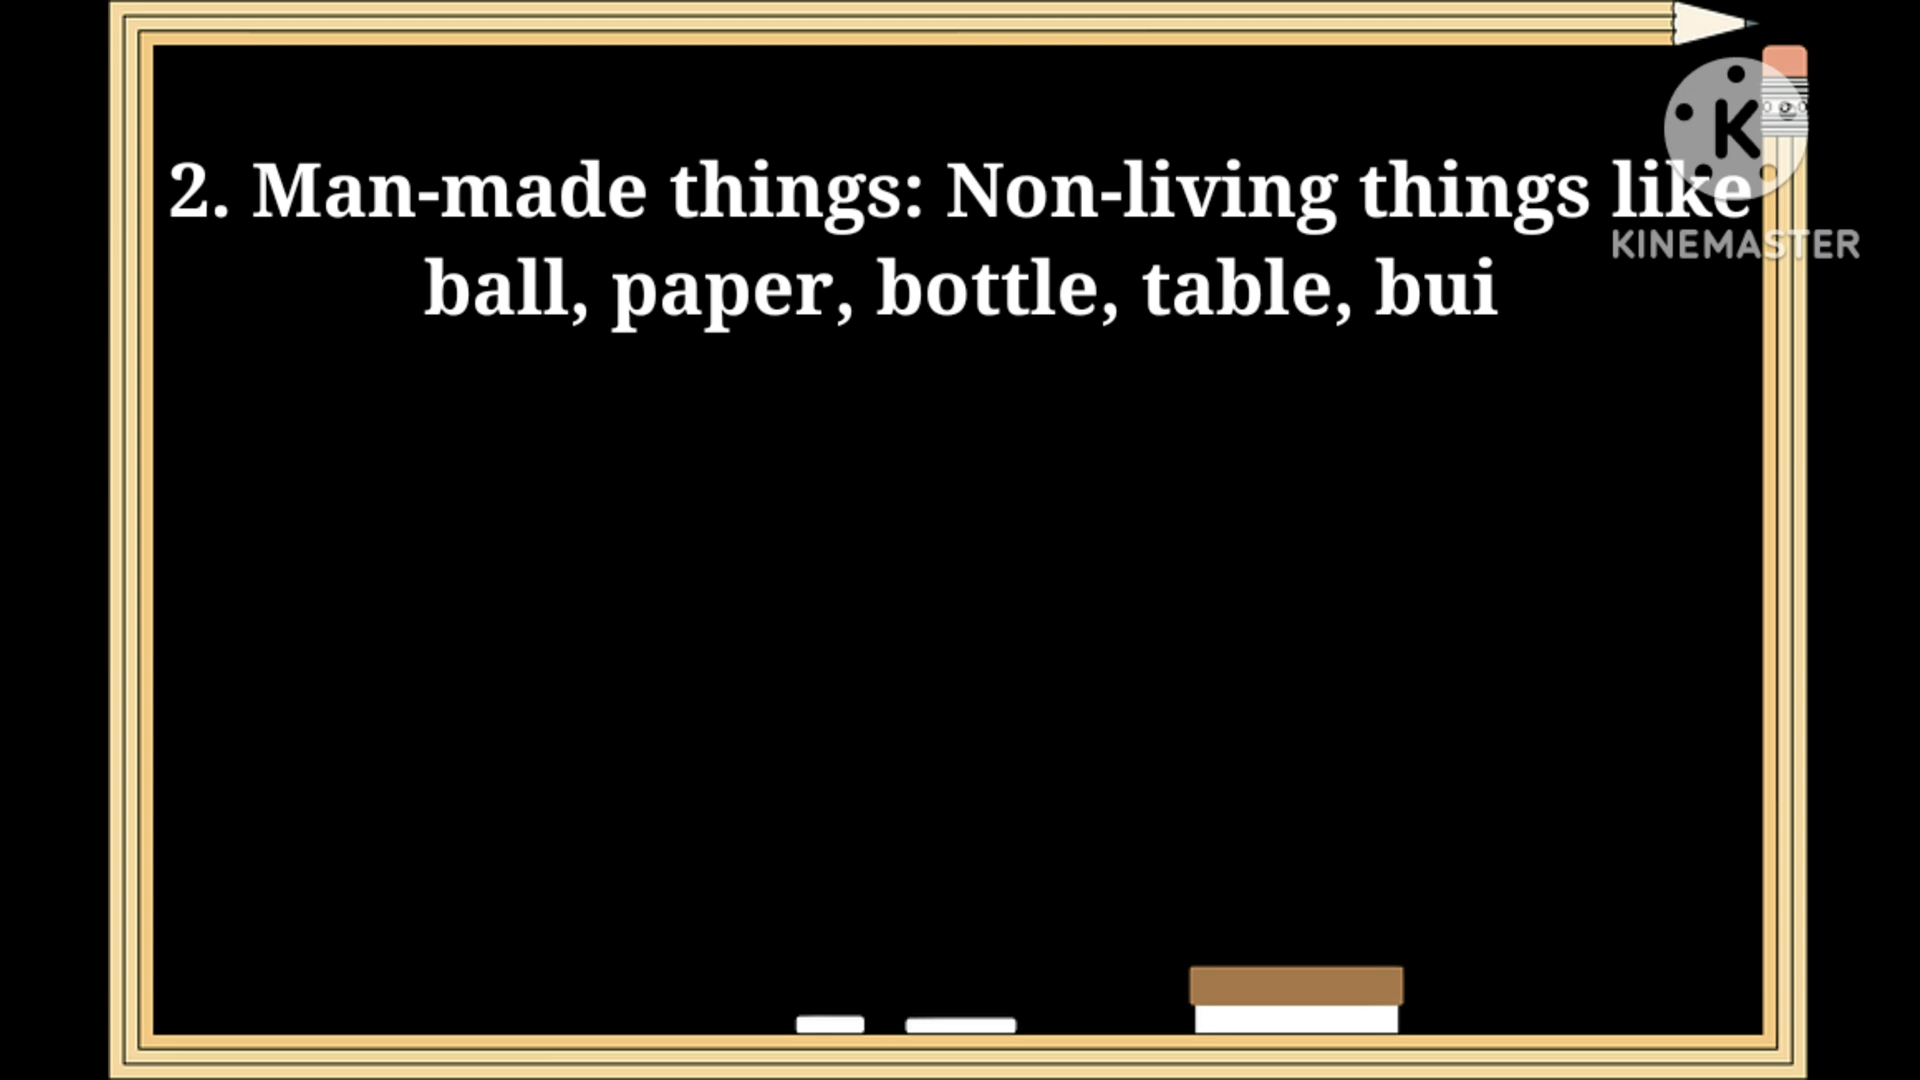 2. Man-made things: Non-living things like
ball, paper, bottle, table, bui
K
KINEMASTER